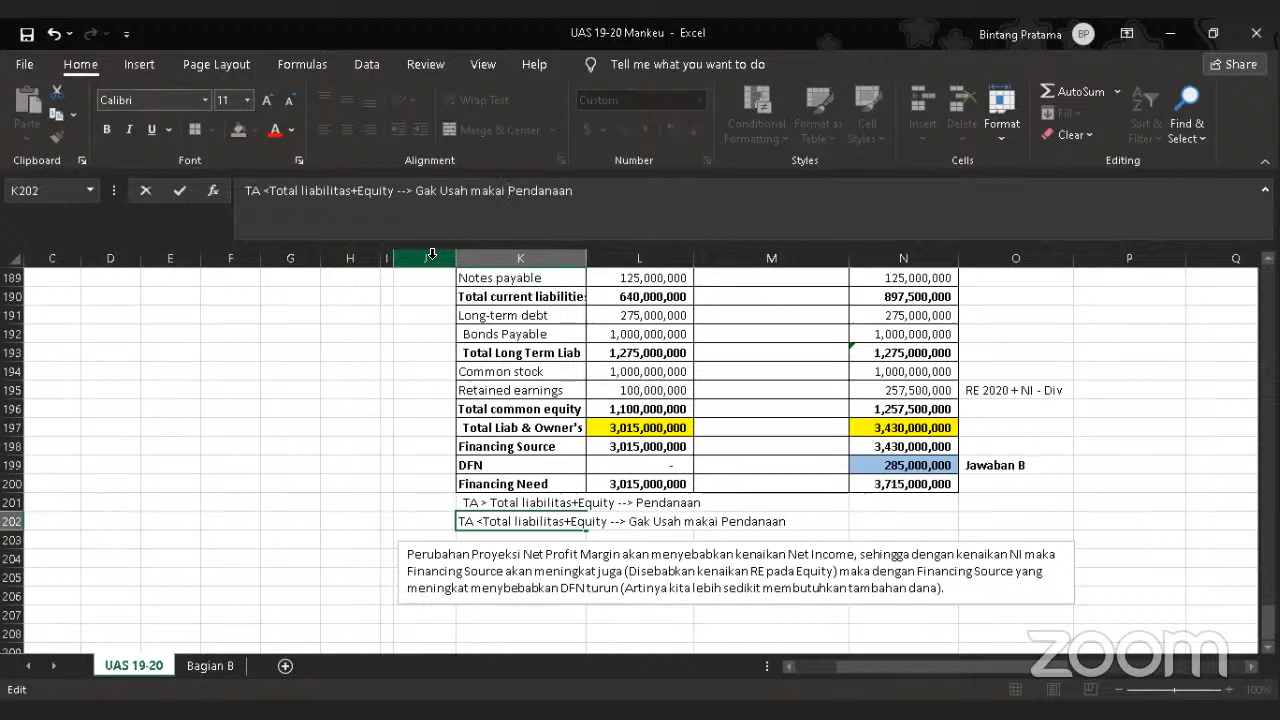 UAS 19-20 Mankeu - Excel
Bintang Pratama BP
File Home Insert Page Layout Formulas Data Review View Help Tell me what you want to do Share
Paste Calibri 11 A A Wrap Text Custom Conditional Formatting Format as Table Cell Styles Insert Delete Format AutoSum Fill Clear Sort & Filter Find & Select
B I U A Merge & Center $ %
Clipboard Font Alignment Number Styles Cells Editing
K202 fx TA <Total liabilitas+Equity --> Gak Usah makai Pendanaan
C D E F G H I J K L M N O P Q
189 Notes payable 125,000,000 125,000,000
190 Total current liabilities 640,000,000 897,500,000
191 Long-term debt 275,000,000 275,000,000
192 Bonds Payable 1,000,000,000 1,000,000,000
193 Total Long Term Liab 1,275,000,000 1,275,000,000
194 Common stock 1,000,000,000 1,000,000,000
195 Retained earnings 100,000,000 257,500,000 RE 2020 + NI - Div
196 Total common equity 1,100,000,000 1,257,500,000
197 Total Liab & Owner's 3,015,000,000 3,430,000,000
198 Financing Source 3,015,000,000 3,430,000,000
199 DFN - 285,000,000 Jawaban B
200 Financing Need 3,015,000,000 3,715,000,000
201 TA > Total liabilitas+Equity --> Pendanaan
202 TA <Total liabilitas+Equity --> Gak Usah makai Pendanaan
203
204 Perubahan Proyeksi Net Profit Margin akan menyebabkan kenaikan Net Income, sehingga dengan kenaikan NI maka
205 Financing Source akan meningkat juga (Disebabkan kenaikan RE pada Equity) maka dengan Financing Source yang
206 meningkat menybebabkan DFN turun (Artinya kita lebih sedikit membutuhkan tambahan dana).
207
208
zoom
UAS 19-20 Bagian B
Edit 100%